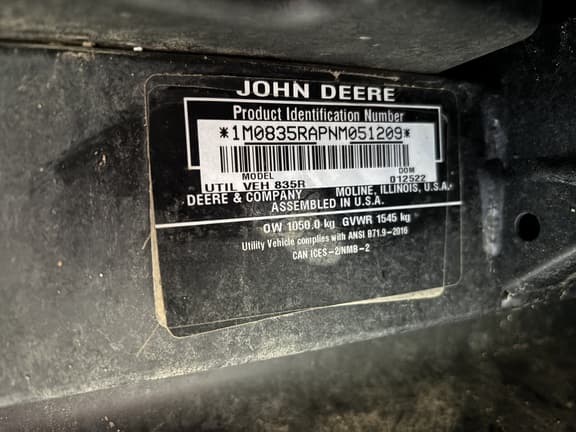 JOHN DEERE
Product Identification Number
*1M0835RAPNM051209*
MODEL DOM
UTIL VEH 835R 012522
DEERE & COMPANY MOLINE, ILLINOIS, U.S.A.
ASSEMBLED IN U.S.A.
OW 1050.0 kg GVWR 1545 kg
Utility Vehicle complies with ANSI B71.9-2016
CAN ICES-2/NMB-2